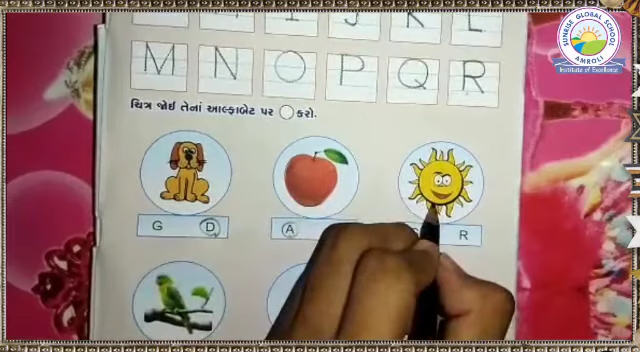 J K L
M N O P Q R
ચિત્ર જોઈ તેનાં આલ્ફાબેટ પર ◯ કરો.
G D
A
R
SUNRISE GLOBAL SCHOOL
AMROLI
Institute of Excellence